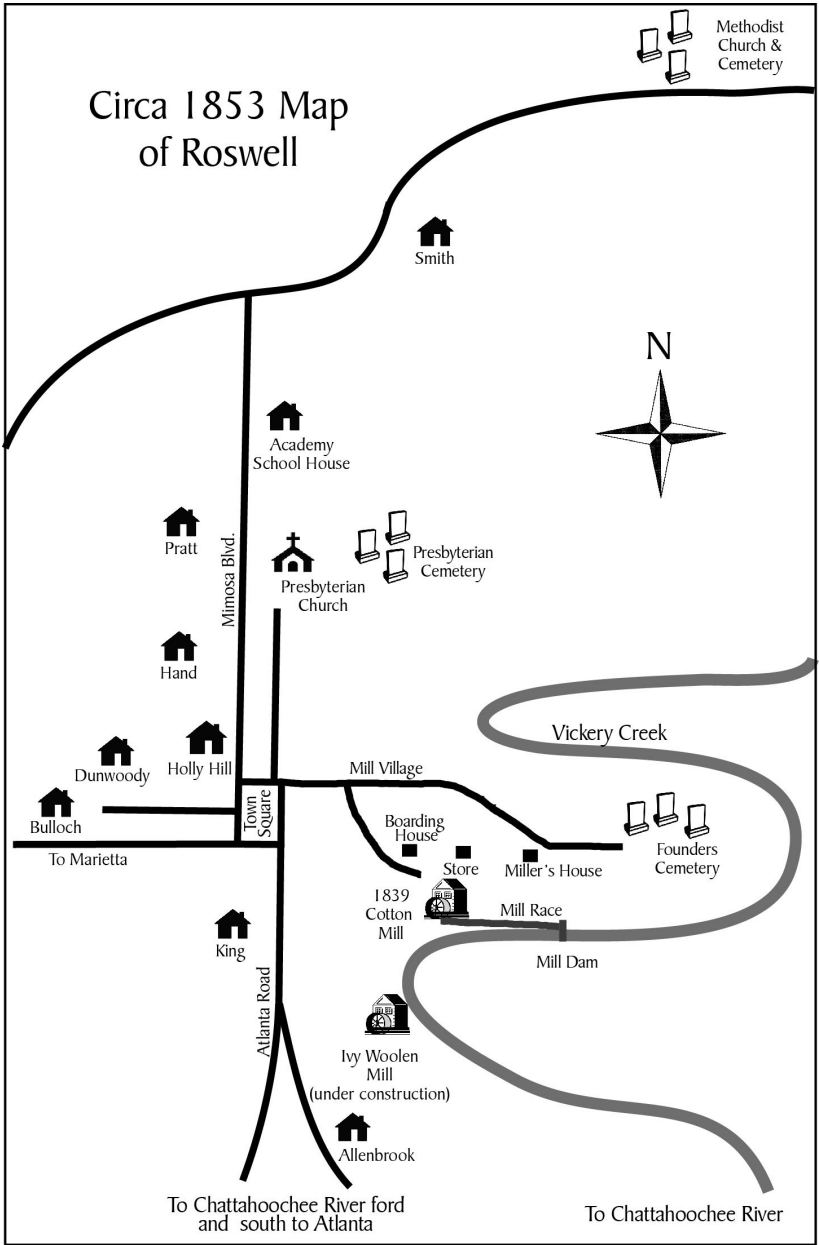 Methodist
Church &
Cemetery
Circa 1853 Map
of Roswell
Smith
N
Academy
School House
Pratt
Mimosa Blvd.
Presbyterian
Church
Presbyterian
Cemetery
Hand
Vickery Creek
Dunwoody
Holly Hill
Mill Village
Bulloch
Town
Square
Boarding
House
Store
Miller's House
Founders
Cemetery
To Marietta
1839
Cotton
Mill
Mill Race
Mill Dam
King
Atlanta Road
Ivy Woolen
Mill
(under construction)
Allenbrook
To Chattahoochee River ford
and south to Atlanta
To Chattahoochee River